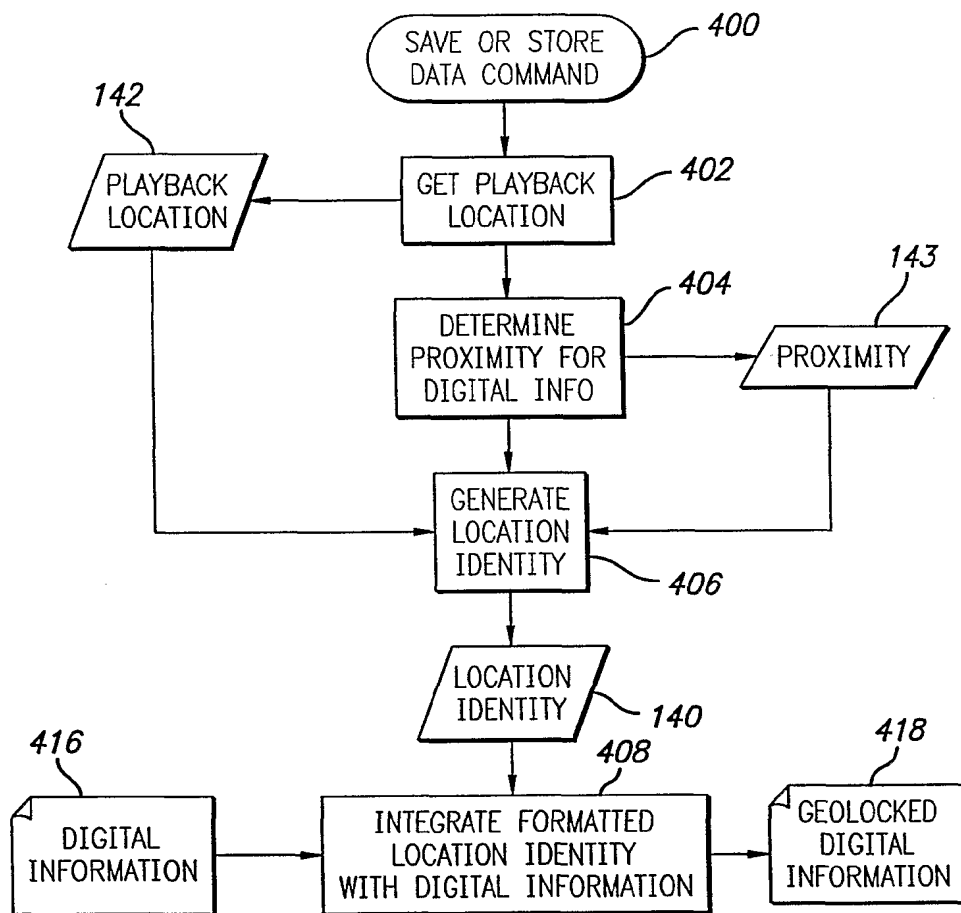 SAVE OR STORE
DATA COMMAND
400
142
PLAYBACK
LOCATION
GET PLAYBACK
LOCATION
402
404
143
DETERMINE
PROXIMITY FOR
DIGITAL INFO
PROXIMITY
GENERATE
LOCATION
IDENTITY
406
LOCATION
IDENTITY
140
416
408
418
DIGITAL
INFORMATION
INTEGRATE FORMATTED
LOCATION IDENTITY
WITH DIGITAL INFORMATION
GEOLOCKED
DIGITAL
INFORMATION